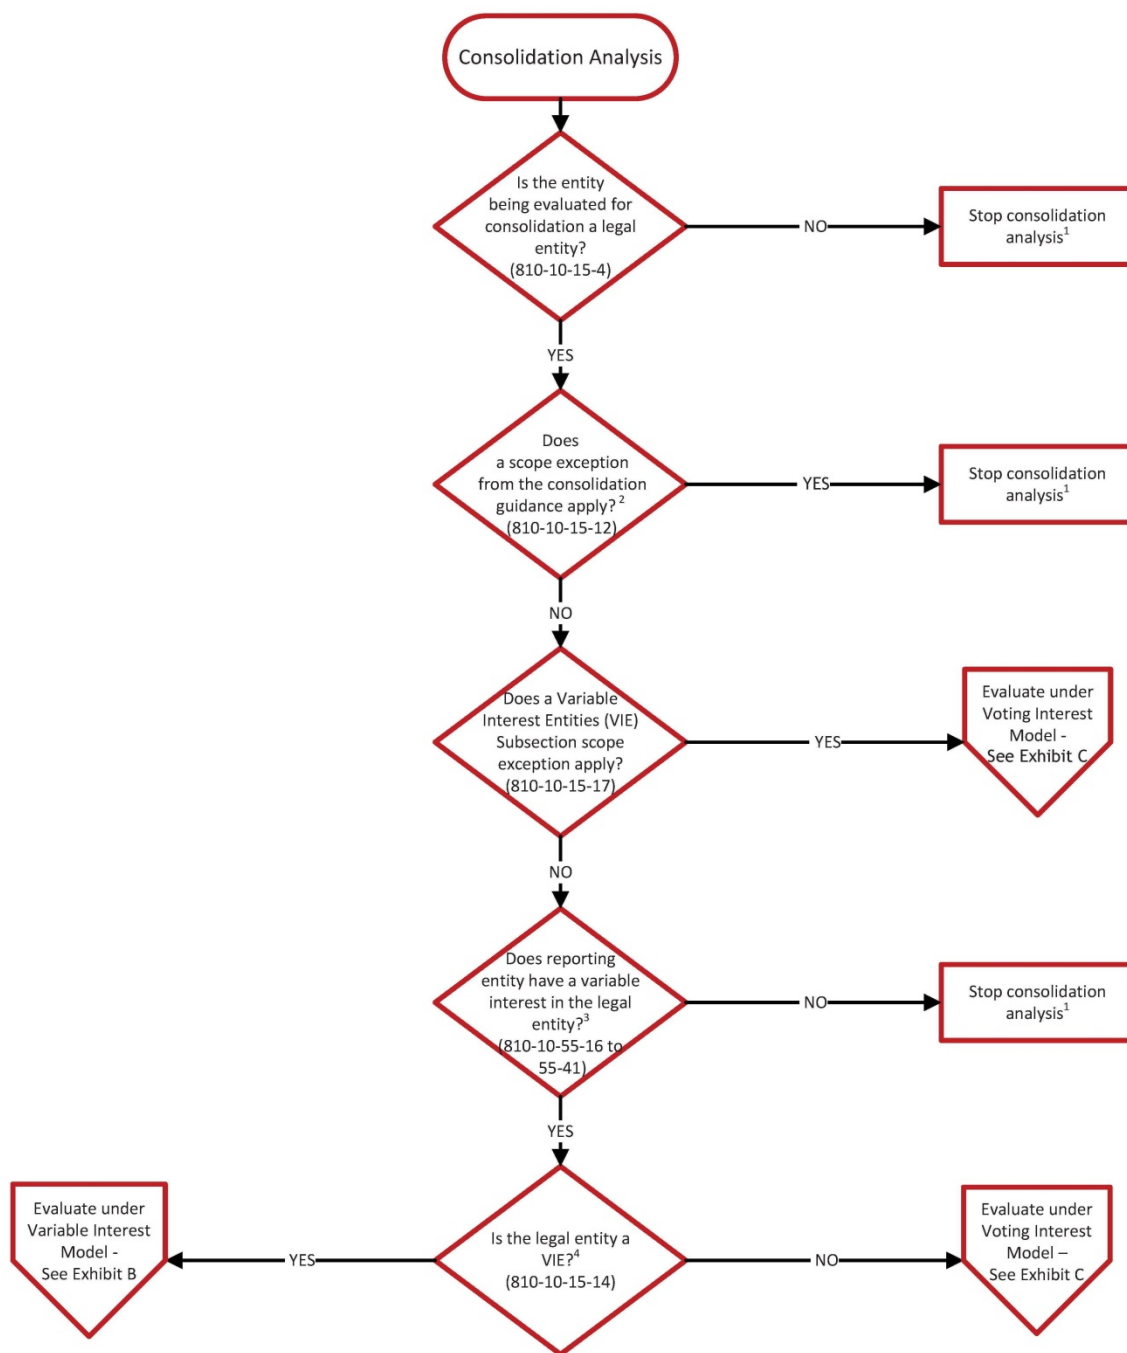 Consolidation Analysis
Is the entity
being evaluated for
consolidation a legal
entity?
(810-10-15-4)
NO
Stop consolidation
analysis1
YES
Does
a scope exception
from the consolidation
guidance apply? 2
(810-10-15-12)
YES
Stop consolidation
analysis1
NO
Does a Variable
Interest Entities (VIE)
Subsection scope
exception apply?
(810-10-15-17)
YES
Evaluate under
Voting Interest
Model -
See Exhibit C
NO
Does reporting
entity have a variable
interest in the legal
entity?3
(810-10-55-16 to
55-41)
NO
Stop consolidation
analysis1
YES
Is the legal entity a
VIE?4
(810-10-15-14)
YES
Evaluate under
Variable Interest
Model -
See Exhibit B
NO
Evaluate under
Voting Interest
Model –
See Exhibit C